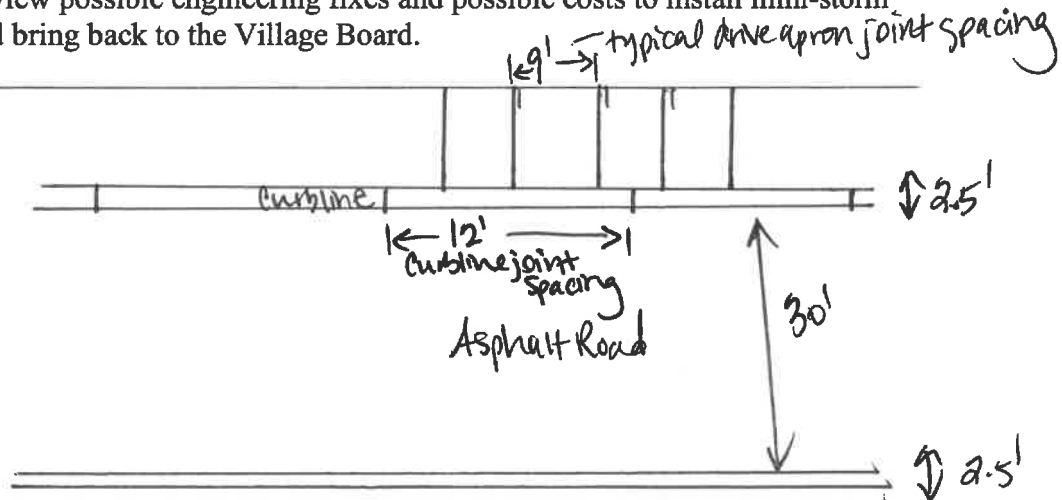 view possible engineering fixes and possible costs to install mini-storm
bring back to the Village Board.
9'
typical drive apron joint spacing
Curbline
2.5'
12'
Curbline joint
Spacing
30'
Asphalt Road
2.5'